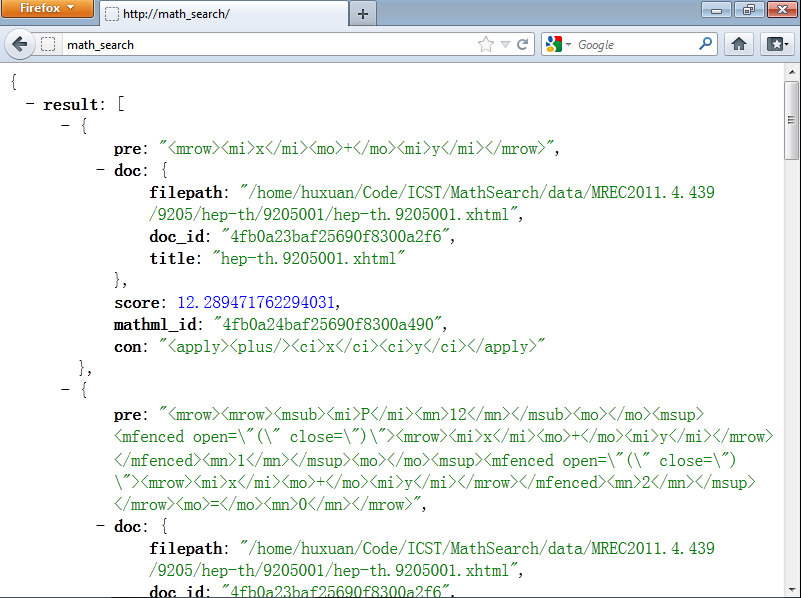 Firefox
http://math_search/
math_search
Google
{
- result: [
- {
pre: "<mrow><mi>x</mi><mo>+</mo><mi>y</mi></mrow>",
- doc: {
filepath: "/home/huxuan/Code/ICST/MathSearch/data/MREC2011.4.439
/9205/hep-th/9205001/hep-th.9205001.xhtml",
doc_id: "4fb0a23baf25690f8300a2f6",
title: "hep-th.9205001.xhtml"
},
score: 12.289471762294031,
mathml_id: "4fb0a24baf25690f8300a490",
con: "<apply><plus/><ci>x</ci><ci>y</ci></apply>"
},
- {
pre: "<mrow><mrow><msub><mi>P</mi><mn>12</mn></msub><mo></mo><msup>
<mfenced open=\"(\" close=\")\"><mrow><mi>x</mi><mo>+</mo><mi>y</mi></mrow>
</mfenced><mn>1</mn></msup><mo></mo><msup><mfenced open=\"(\" close=\")
\"><mrow><mi>x</mi><mo>+</mo><mi>y</mi></mrow></mfenced><mn>2</mn></msup>
</mrow><mo>=</mo><mn>0</mn></mrow>",
- doc: {
filepath: "/home/huxuan/Code/ICST/MathSearch/data/MREC2011.4.439
/9205/hep-th/9205001/hep-th.9205001.xhtml",
doc_id: "4fb0a23baf25690f8300a2f6",